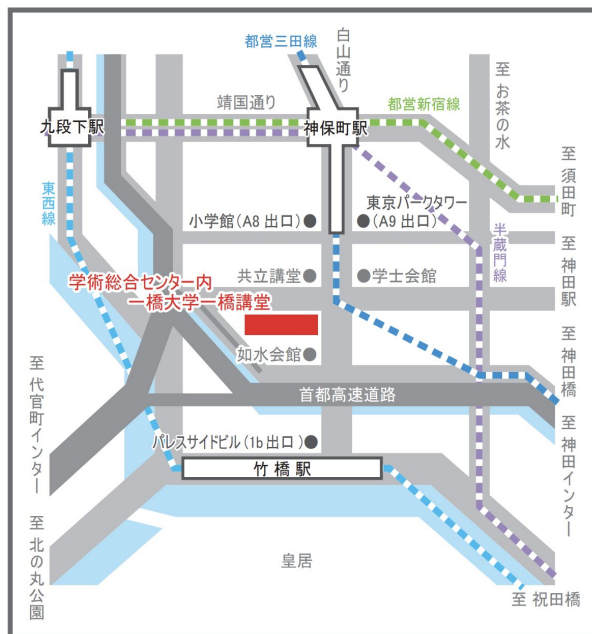 都営三田線
白山通り
至 お茶の水
靖国通り
都営新宿線
九段下駅
神保町駅
至 須田町
東西線
小学館(A8 出口)
東京パークタワー
(A9 出口)
半蔵門線
至 神田駅
学術総合センター内
一橋大学一橋講堂
共立講堂
学士会館
如水会館
至 神田橋
至 代官町インター
首都高速道路
至 神田インター
パレスサイドビル(1b 出口)
竹橋駅
至 北の丸公園
皇居
至 祝田橋